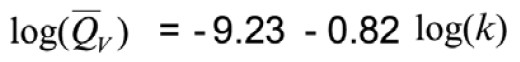 log(Q̅_V) = - 9.23 - 0.82 log(k)